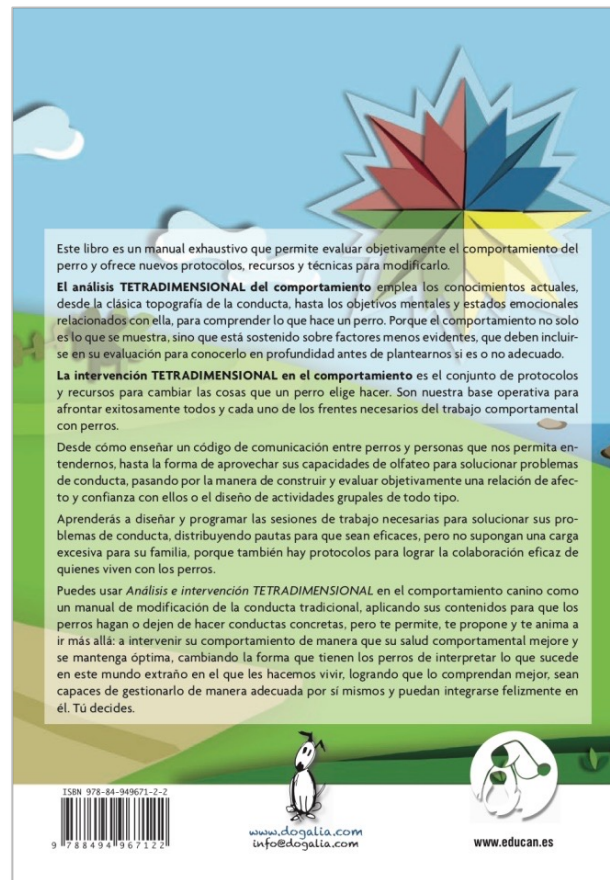 Este libro es un manual exhaustivo que permite evaluar objetivamente el comportamiento del
perro y ofrece nuevos protocolos, recursos y técnicas para modificarlo.
El análisis TETRADIMENSIONAL del comportamiento emplea los conocimientos actuales,
desde la clásica topografía de la conducta, hasta los objetivos mentales y estados emocionales
relacionados con ella, para comprender lo que hace un perro. Porque el comportamiento no solo
es lo que se muestra, sino que está sostenido sobre factores menos evidentes, que deben incluir-
se en su evaluación para conocerlo en profundidad antes de plantearnos si es o no adecuado.
La intervención TETRADIMENSIONAL en el comportamiento es el conjunto de protocolos
y recursos para cambiar las cosas que un perro elige hacer. Son nuestra base operativa para
afrontar exitosamente todos y cada uno de los frentes necesarios del trabajo comportamental
con perros.
Desde cómo enseñar un código de comunicación entre perros y personas que nos permita en-
tendernos, hasta la forma de aprovechar sus capacidades de olfateo para solucionar problemas
de conducta, pasando por la manera de construir y evaluar objetivamente una relación de afec-
to y confianza con ellos o el diseño de actividades grupales de todo tipo.
Aprenderás a diseñar y programar las sesiones de trabajo necesarias para solucionar sus pro-
blemas de conducta, distribuyendo pautas para que sean eficaces, pero no supongan una carga
excesiva para su familia, porque también hay protocolos para lograr la colaboración eficaz de
quienes viven con los perros.
Puedes usar Análisis e intervención TETRADIMENSIONAL en el comportamiento canino como
un manual de modificación de la conducta tradicional, aplicando sus contenidos para que los
perros hagan o dejen de hacer conductas concretas, pero te permite, te propone y te anima a
ir más allá: a intervenir su comportamiento de manera que su salud comportamental mejore y
se mantenga óptima, cambiando la forma que tienen los perros de interpretar lo que sucede
en este mundo extraño en el que les hacemos vivir, logrando que lo comprendan mejor, sean
capaces de gestionarlo de manera adecuada por sí mismos y puedan integrarse felizmente en
él. Tú decides.
ISBN 978-84-949671-2-2
9 788494 967122
www.dogalia.com
info@dogalia.com
www.educan.es